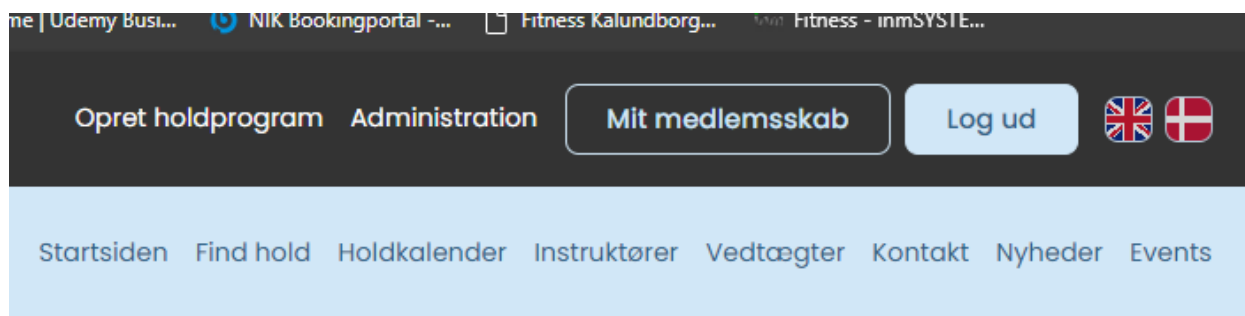 me | Udemy Busi... NIK Bookingportal -... Fitness Kalundborg... Fitness - inmSYSTE...
Opret holdprogram Administration Mit medlemsskab Log ud
Startsiden Find hold Holdkalender Instruktører Vedtægter Kontakt Nyheder Events